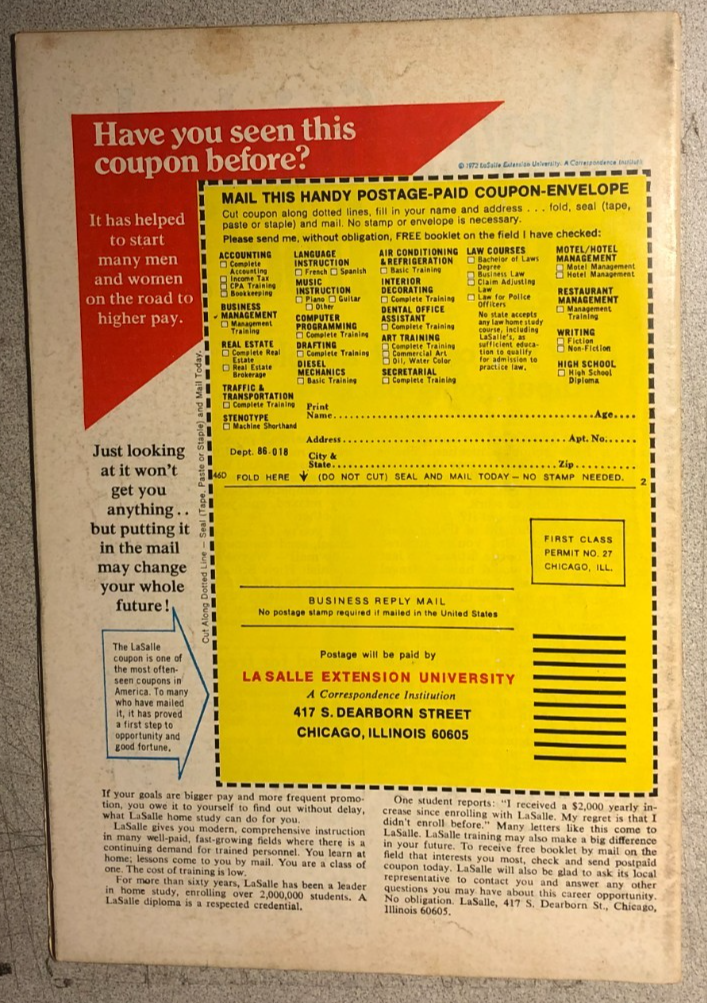 Have you seen this
coupon before?
© 1973 LaSalle Extension University. A Correspondence Institution
It has helped
to start
many men
and women
on the road to
higher pay.
MAIL THIS HANDY POSTAGE-PAID COUPON-ENVELOPE
Cut coupon along dotted lines, fill in your name and address . . . fold, seal (tape,
paste or staple) and mail. No stamp or envelope is necessary.
Please send me, without obligation, FREE booklet on the field I have checked:
ACCOUNTING
☐ Complete
Accounting
☐ Income Tax
☐ CPA Training
☐ Bookkeeping
BUSINESS
MANAGEMENT
☐ Management
Training
REAL ESTATE
☐ Complete Real
Estate
☐ Real Estate
Brokerage
TRAFFIC &
TRANSPORTATION
☐ Complete Training
STENOTYPE
☐ Machine Shorthand
LANGUAGE
INSTRUCTION
☐ French ☐ Spanish
MUSIC
INSTRUCTION
☐ Piano ☐ Guitar
☐ Other
COMPUTER
PROGRAMMING
☐ Complete Training
DRAFTING
☐ Complete Training
DIESEL
MECHANICS
☐ Basic Training
AIR CONDITIONING
& REFRIGERATION
☐ Basic Training
INTERIOR
DECORATING
☐ Complete Training
DENTAL OFFICE
ASSISTANT
☐ Complete Training
ART TRAINING
☐ Complete Training
☐ Commercial Art
☐ Oil, Water Color
SECRETARIAL
☐ Complete Training
LAW COURSES
☐ Bachelor of Laws
Degree
☐ Business Law
☐ Claim Adjusting
Law
☐ Law for Police
Officers
No state accepts
any law home study
course, including
LaSalle's, as
sufficient educa-
tion to qualify
for admission to
practice law.
MOTEL/HOTEL
MANAGEMENT
☐ Motel Management
☐ Hotel Management
RESTAURANT
MANAGEMENT
☐ Management
Training
WRITING
☐ Fiction
☐ Non-Fiction
HIGH SCHOOL
☐ High School
Diploma
Print
Name.......... Age....
Address.......... Apt. No......
Dept. 86-018
City &
State.......... Zip..........
46D FOLD HERE ↓ (DO NOT CUT) SEAL AND MAIL TODAY — NO STAMP NEEDED. 2
Cut Along Dotted Line — Seal (Tape, Paste or Staple) and Mail Today.
Just looking
at it won't
get you
anything . .
but putting it
in the mail
may change
your whole
future!
The LaSalle
coupon is one of
the most often-
seen coupons in
America. To many
who have mailed
it, it has proved
a first step to
opportunity and
good fortune.
FIRST CLASS
PERMIT NO. 27
CHICAGO, ILL.
BUSINESS REPLY MAIL
No postage stamp required if mailed in the United States
Postage will be paid by
LA SALLE EXTENSION UNIVERSITY
A Correspondence Institution
417 S. DEARBORN STREET
CHICAGO, ILLINOIS 60605
If your goals are bigger pay and more frequent promo-
tion, you owe it to yourself to find out without delay,
what LaSalle home study can do for you.
LaSalle gives you modern, comprehensive instruction
in many well-paid, fast-growing fields where there is a
continuing demand for trained personnel. You learn at
home; lessons come to you by mail. You are a class of
one. The cost of training is low.
For more than sixty years, LaSalle has been a leader
in home study, enrolling over 2,000,000 students. A
LaSalle diploma is a respected credential.
One student reports: "I received a $2,000 yearly in-
crease since enrolling with LaSalle. My regret is that I
didn't enroll before." Many letters like this come to
LaSalle. LaSalle training may also make a big difference
in your future. To receive free booklet by mail on the
field that interests you most, check and send postpaid
coupon today. LaSalle will also be glad to ask its local
representative to contact you and answer any other
questions you may have about this career opportunity.
No obligation. LaSalle, 417 S. Dearborn St., Chicago,
Illinois 60605.